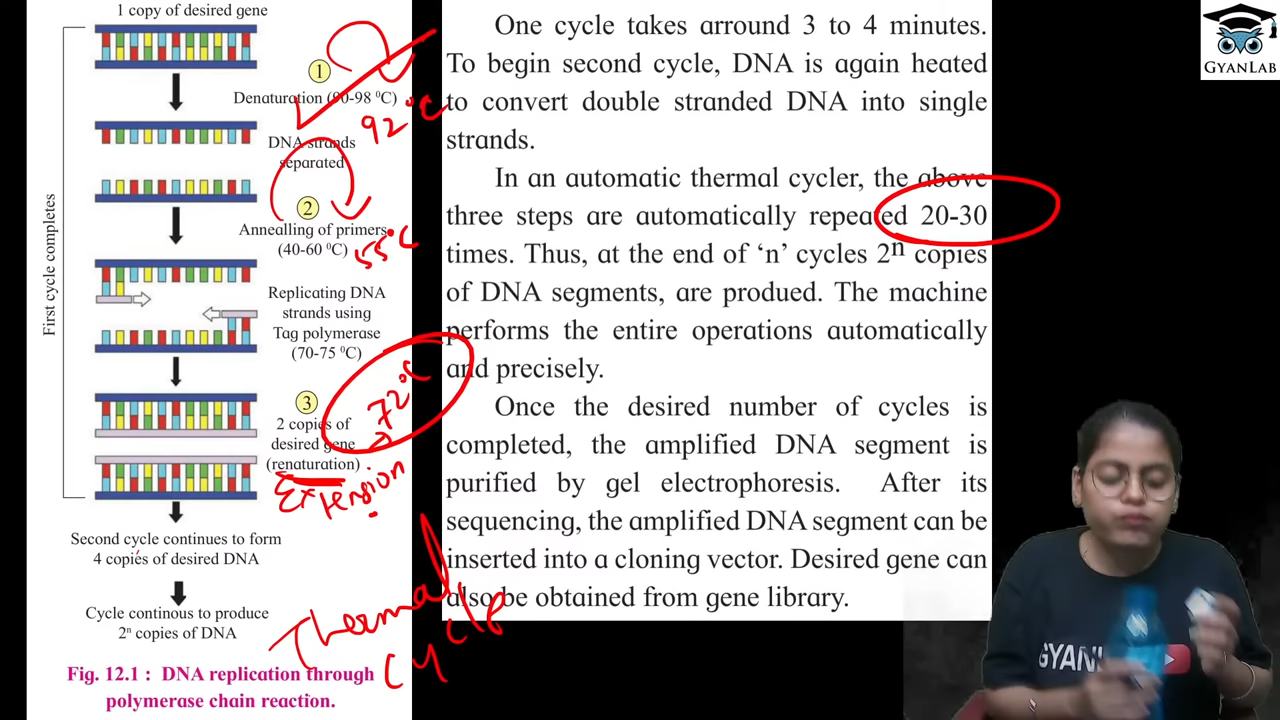 1 copy of desired gene
1
Denaturation (90-98 ⁰C)
92°C
DNA strands
separated
2
Annealling of primers
(40-60 ⁰C)
55°C
Replicating DNA
strands using
Tag polymerase
(70-75 ⁰C)
72°C
3
2 copies of
desired gene
(renaturation)
Extension
First cycle completes
Second cycle continues to form
4 copies of desired DNA
Cycle continous to produce
2ⁿ copies of DNA
Thermal
Cycle
Fig. 12.1 : DNA replication through
polymerase chain reaction.
One cycle takes arround 3 to 4 minutes.
To begin second cycle, DNA is again heated
to convert double stranded DNA into single
strands.
In an automatic thermal cycler, the above
three steps are automatically repeated 20-30
times. Thus, at the end of ‘n’ cycles 2ⁿ copies
of DNA segments, are produed. The machine
performs the entire operations automatically
and precisely.
Once the desired number of cycles is
completed, the amplified DNA segment is
purified by gel electrophoresis. After its
sequencing, the amplified DNA segment can be
inserted into a cloning vector. Desired gene can
also be obtained from gene library.
GYANLAB